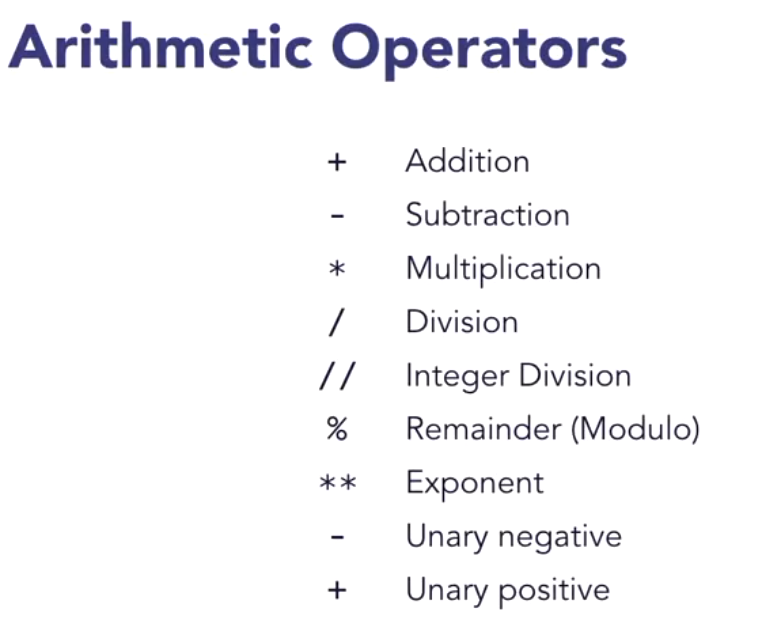 Arithmetic Operators
+ Addition
- Subtraction
* Multiplication
/ Division
// Integer Division
% Remainder (Modulo)
** Exponent
- Unary negative
+ Unary positive